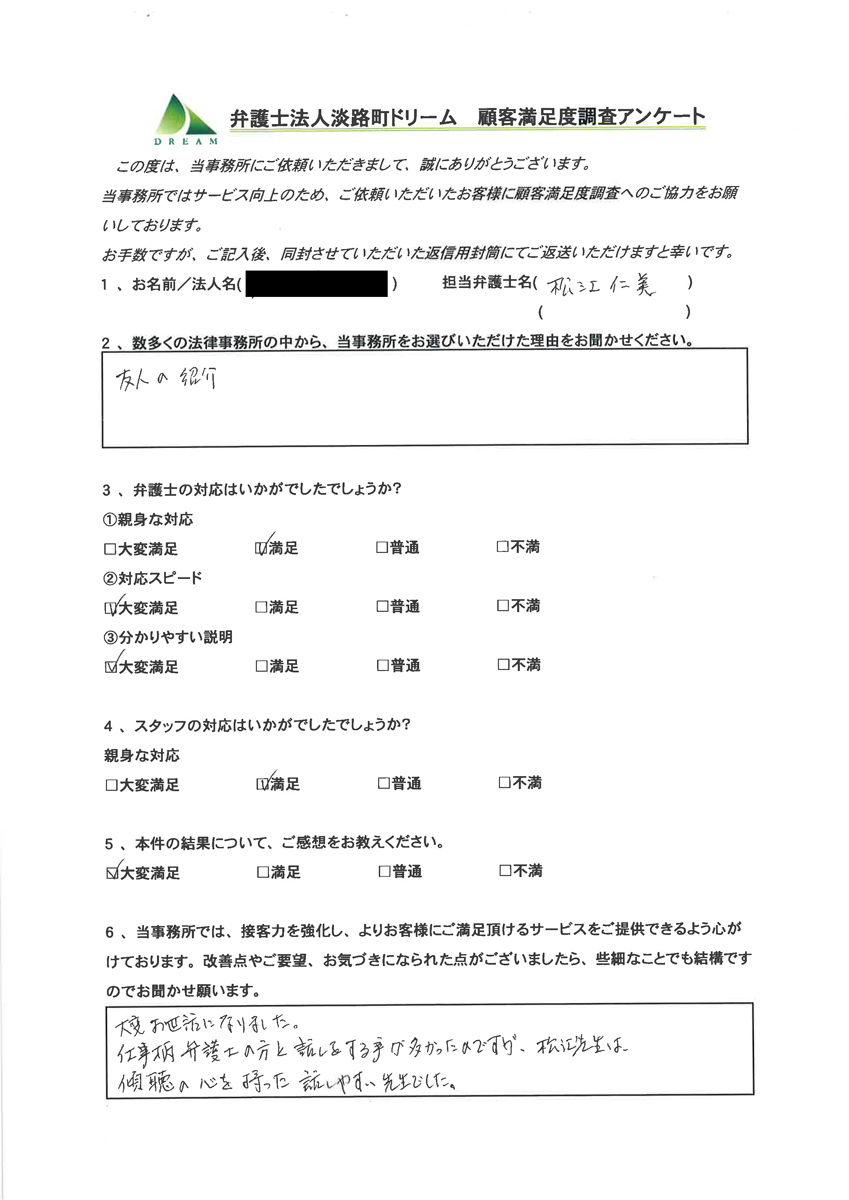 DREAM
弁護士法人淡路町ドリーム 顧客満足度調査アンケート
この度は、当事務所にご依頼いただきまして、誠にありがとうございます。
当事務所ではサービス向上のため、ご依頼いただいたお客様に顧客満足度調査へのご協力をお願
いしております。
お手数ですが、ご記入後、同封させていただいた返信用封筒にてご返送いただけますと幸いです。
1、お名前／法人名( ) 担当弁護士名( 松江 仁美 )
( )
2、数多くの法律事務所の中から、当事務所をお選びいただけた理由をお聞かせください。
友人の紹介
3、弁護士の対応はいかがでしたでしょうか?
①親身な対応
□大変満足 ☑満足 □普通 □不満
②対応スピード
☑大変満足 □満足 □普通 □不満
③分かりやすい説明
☑大変満足 □満足 □普通 □不満
4、スタッフの対応はいかがでしたでしょうか?
親身な対応
□大変満足 ☑満足 □普通 □不満
5、本件の結果について、ご感想をお教えください。
☑大変満足 □満足 □普通 □不満
6、当事務所では、接客力を強化し、よりお客様にご満足頂けるサービスをご提供できるよう心が
けております。改善点やご要望、お気づきになられた点がございましたら、些細なことでも結構です
のでお聞かせ願います。
大変お世話になりました。
仕事柄弁護士の方と話しをする事が多かったのですが、松江先生は
傾聴の心を持った話しやすい先生でした。